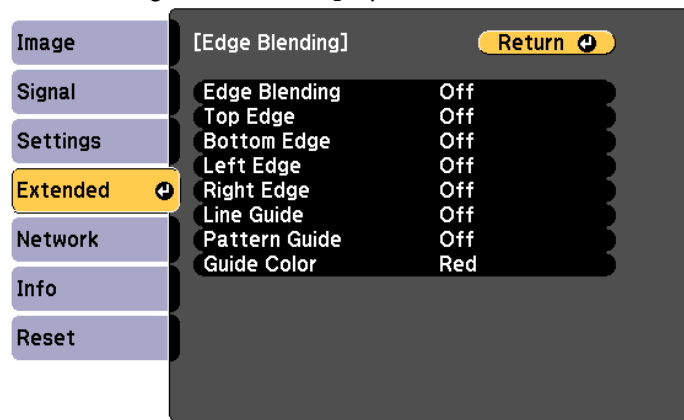 Image
Signal
Settings
Extended
Network
Info
Reset
[Edge Blending] Return
Edge Blending Off
Top Edge Off
Bottom Edge Off
Left Edge Off
Right Edge Off
Line Guide Off
Pattern Guide Off
Guide Color Red